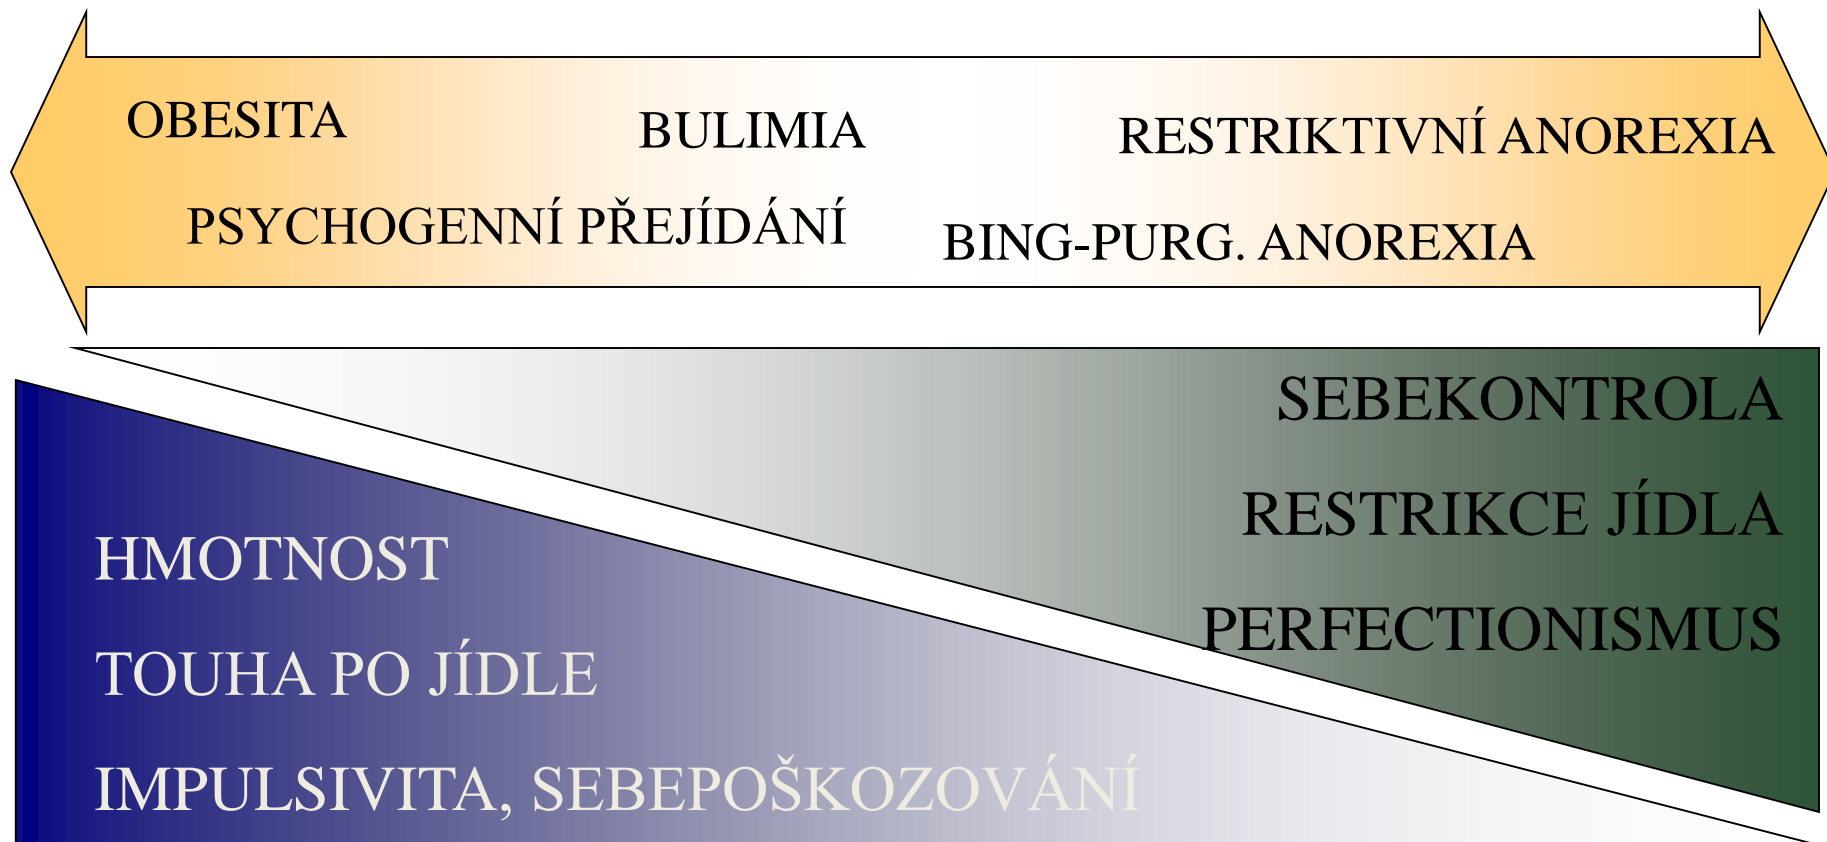 OBESITA
BULIMIA
RESTRIKTIVNÍ ANOREXIA
PSYCHOGENNÍ PŘEJÍDÁNÍ
BING-PURG. ANOREXIA
SEBEKONTROLA
RESTRIKCE JÍDLA
PERFECTIONISMUS
HMOTNOST
TOUHA PO JÍDLE
IMPULSIVITA, SEBEPOŠKOZOVÁNÍ